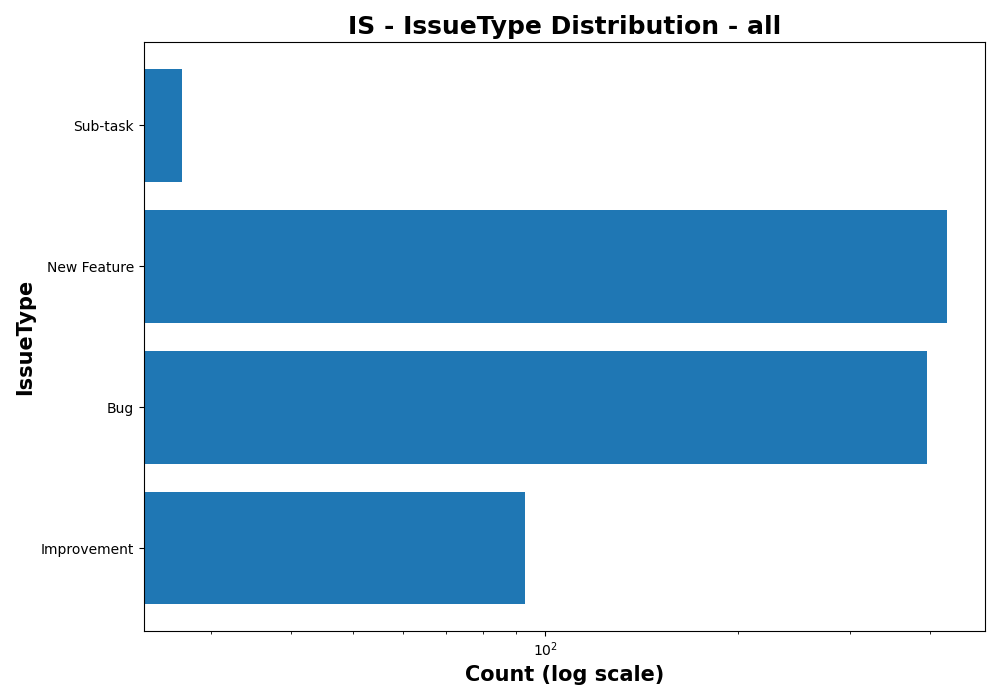 IS - IssueType Distribution - all
IssueType
Sub-task
New Feature
Bug
Improvement
10²
Count (log scale)